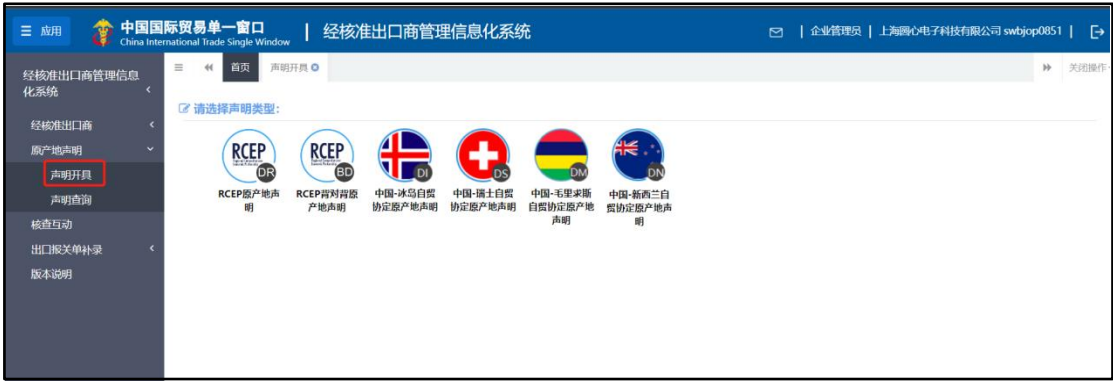 应用
中国国际贸易单一窗口
China International Trade Single Window
经核准出口商管理信息化系统
企业管理员
上海圆心电子科技有限公司 swbjop0851
经核准出口商管理信息
化系统
首页
声明开具
关闭操作
请选择声明类型：
经核准出口商
原产地声明
声明开具
声明查询
核查互动
出口报关单补录
版本说明
RCEP
DR
RCEP
BD
DI
DS
DM
DN
RCEP原产地声
明
RCEP背对背原
产地声明
中国-冰岛自贸
协定原产地声明
中国-瑞士自贸
协定原产地声明
中国-毛里求斯
自贸协定原产地
声明
中国-新西兰自
贸协定原产地声
明